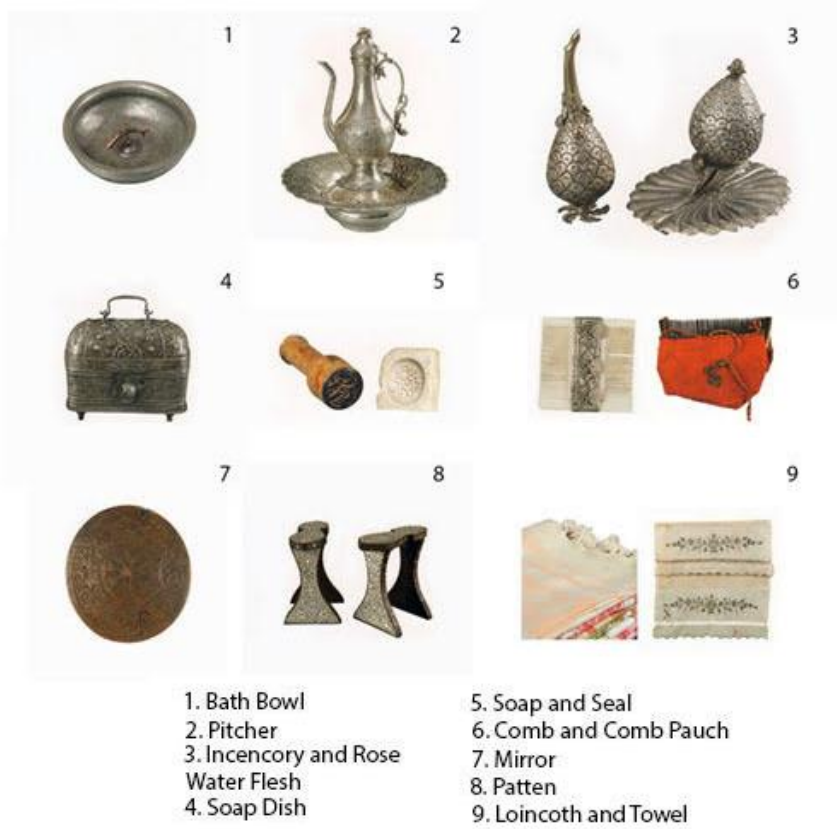 1
2
3
4
5
6
7
8
9
1. Bath Bowl
2. Pitcher
3. Incencory and Rose
Water Flesh
4. Soap Dish
5. Soap and Seal
6. Comb and Comb Pauch
7. Mirror
8. Patten
9. Loincoth and Towel